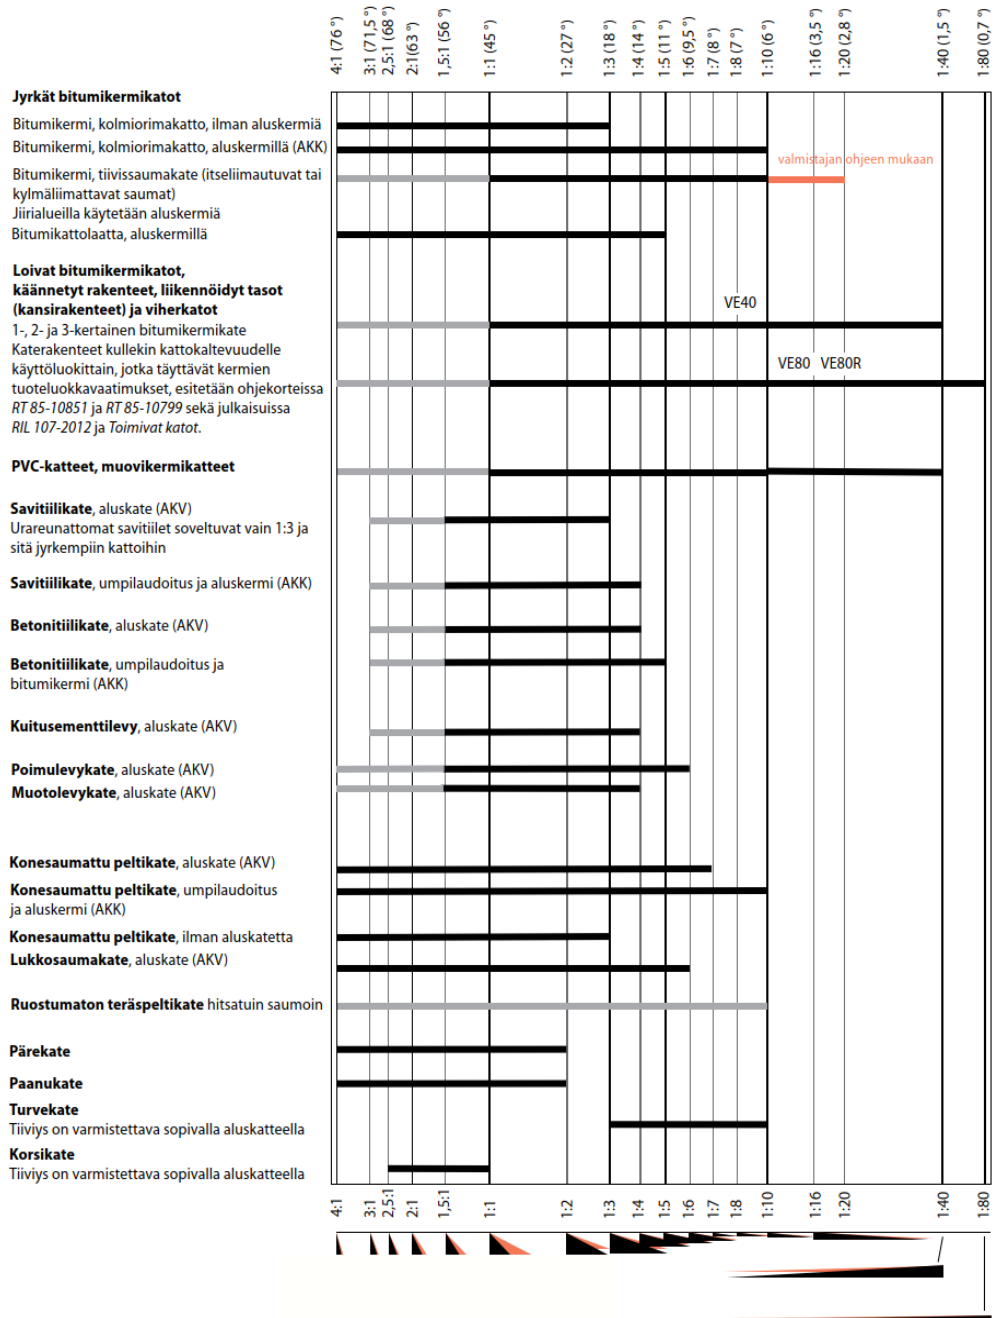 4:1 (76 °)
3:1 (71,5 °)
2,5:1 (68 °)
2:1(63 °)
1,5:1 (56 °)
1:1 (45 °)
1:2 (27 °)
1:3 (18 °)
1:4 (14 °)
1:5 (11 °)
1:6 (9,5 °)
1:7 (8 °)
1:8 (7 °)
1:10 (6 °)
1:16 (3,5 °)
1:20 (2,8 °)
1:40 (1,5 °)
1:80 (0,7 °)
Jyrkät bitumikermikatot
Bitumikermi, kolmiorimakatto, ilman aluskermiä
Bitumikermi, kolmiorimakatto, aluskermillä (AKK)
valmistajan ohjeen mukaan
Bitumikermi, tiivissaumakate (itseliimautuvat tai
kylmäliimattavat saumat)
Jiirialueilla käytetään aluskermiä
Bitumikattolaatta, aluskermillä
Loivat bitumikermikatot,
käännetyt rakenteet, liikennöidyt tasot
(kansirakenteet) ja viherkatot
VE40
1-, 2- ja 3-kertainen bitumikermikate
Katerakenteet kullekin kattokaltevuudelle
VE80 VE80R
käyttöluokittain, jotka täyttävät kermien
tuoteluokkavaatimukset, esitetään ohjekorteissa
RT 85-10851 ja RT 85-10799 sekä julkaisuissa
RIL 107-2012 ja Toimivat katot.
PVC-katteet, muovikermikatteet
Savitiilikate, aluskate (AKV)
Urareunattomat savitiilet soveltuvat vain 1:3 ja
sitä jyrkempiin kattoihin
Savitiilikate, umpilaudoitus ja aluskermi (AKK)
Betonitiilikate, aluskate (AKV)
Betonitiilikate, umpilaudoitus ja
bitumikermi (AKK)
Kuitusementtilevy, aluskate (AKV)
Poimulevykate, aluskate (AKV)
Muotolevykate, aluskate (AKV)
Konesaumattu peltikate, aluskate (AKV)
Konesaumattu peltikate, umpilaudoitus
ja aluskermi (AKK)
Konesaumattu peltikate, ilman aluskatetta
Lukkosaumakate, aluskate (AKV)
Ruostumaton teräspeltikate hitsatuin saumoin
Pärekate
Paanukate
Turvekate
Tiiviys on varmistettava sopivalla aluskatteella
Korsikate
Tiiviys on varmistettava sopivalla aluskatteella
4:1
3:1
2,5:1
2:1
1,5:1
1:1
1:2
1:3
1:4
1:5
1:6
1:7
1:8
1:10
1:16
1:20
1:40
1:80